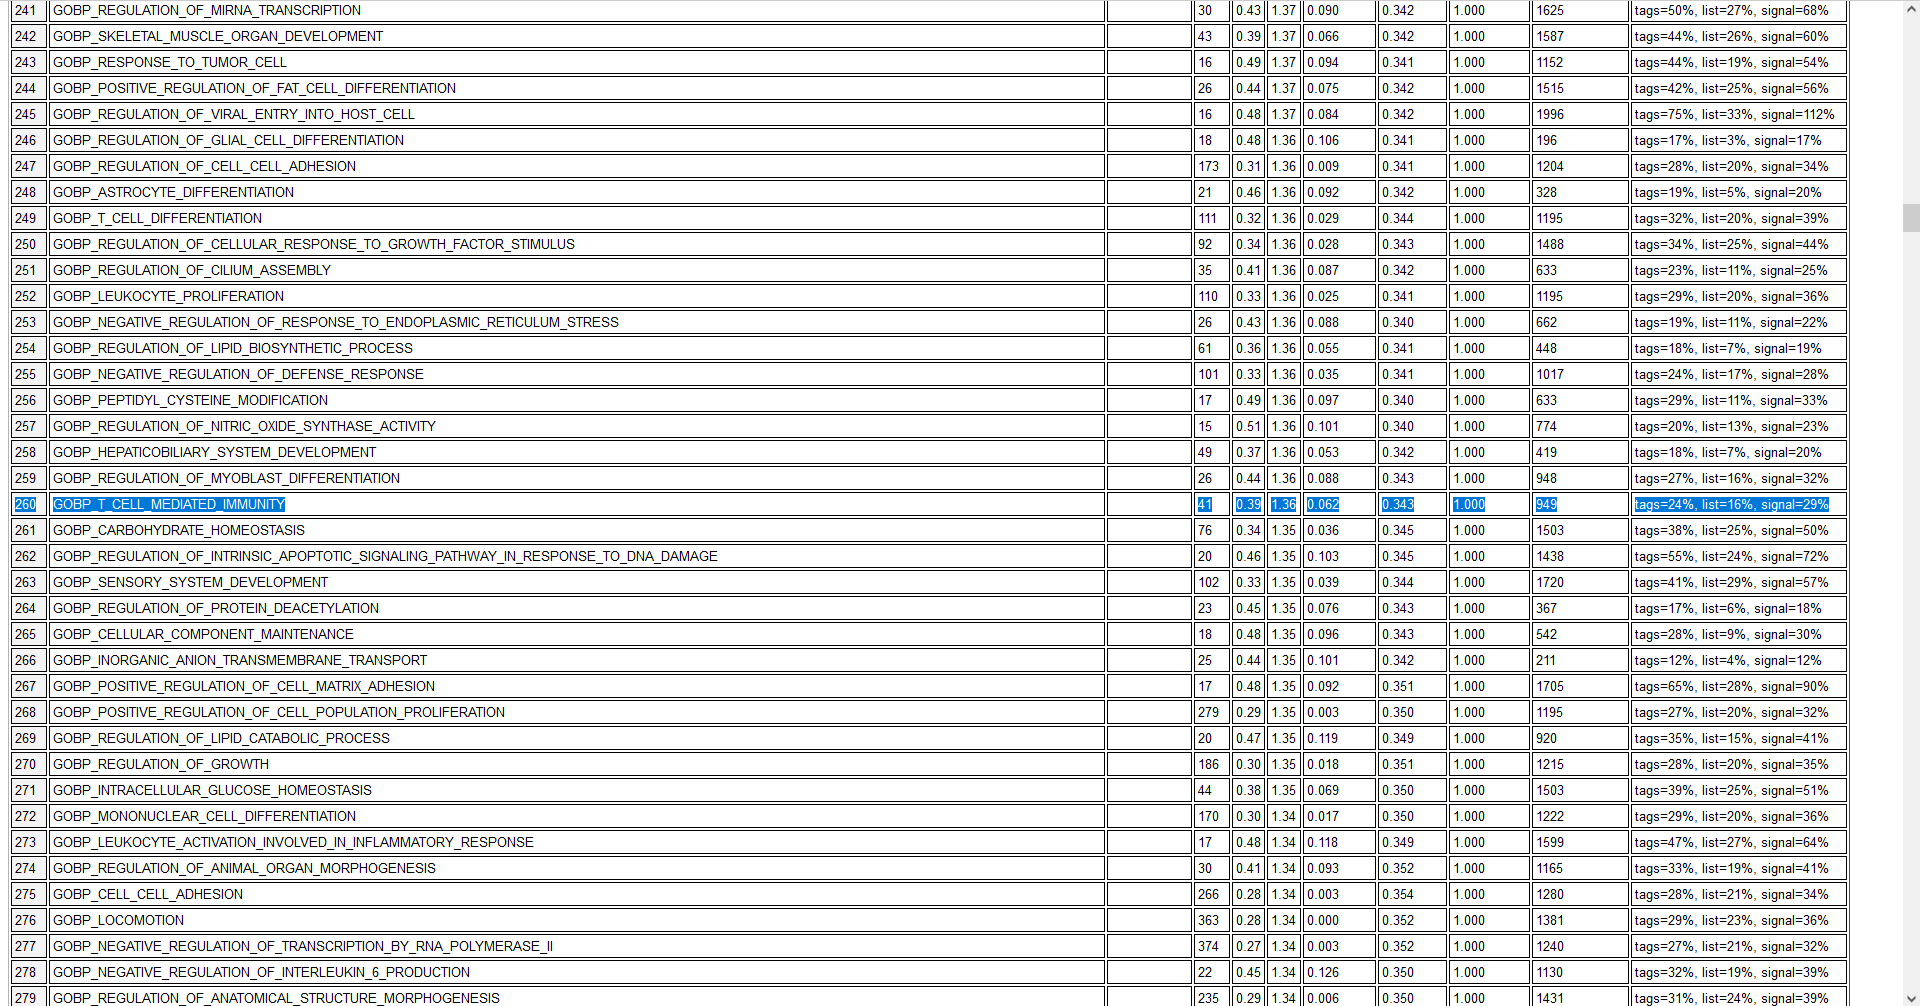 241 GOBP_REGULATION_OF_MIRNA_TRANSCRIPTION 30 0.43 1.37 0.090 0.342 1.000 1625 tags=50%, list=27%, signal=68%
242 GOBP_SKELETAL_MUSCLE_ORGAN_DEVELOPMENT 43 0.39 1.37 0.066 0.342 1.000 1587 tags=44%, list=26%, signal=60%
243 GOBP_RESPONSE_TO_TUMOR_CELL 16 0.49 1.37 0.094 0.341 1.000 1152 tags=44%, list=19%, signal=54%
244 GOBP_POSITIVE_REGULATION_OF_FAT_CELL_DIFFERENTIATION 26 0.44 1.37 0.075 0.342 1.000 1515 tags=42%, list=25%, signal=56%
245 GOBP_REGULATION_OF_VIRAL_ENTRY_INTO_HOST_CELL 16 0.48 1.37 0.084 0.342 1.000 1996 tags=75%, list=33%, signal=112%
246 GOBP_REGULATION_OF_GLIAL_CELL_DIFFERENTIATION 18 0.48 1.36 0.106 0.341 1.000 196 tags=17%, list=3%, signal=17%
247 GOBP_REGULATION_OF_CELL_CELL_ADHESION 173 0.31 1.36 0.009 0.341 1.000 1204 tags=28%, list=20%, signal=34%
248 GOBP_ASTROCYTE_DIFFERENTIATION 21 0.46 1.36 0.092 0.342 1.000 328 tags=19%, list=5%, signal=20%
249 GOBP_T_CELL_DIFFERENTIATION 111 0.32 1.36 0.029 0.344 1.000 1195 tags=32%, list=20%, signal=39%
250 GOBP_REGULATION_OF_CELLULAR_RESPONSE_TO_GROWTH_FACTOR_STIMULUS 92 0.34 1.36 0.028 0.343 1.000 1488 tags=34%, list=25%, signal=44%
251 GOBP_REGULATION_OF_CILIUM_ASSEMBLY 35 0.41 1.36 0.087 0.342 1.000 633 tags=23%, list=11%, signal=25%
252 GOBP_LEUKOCYTE_PROLIFERATION 110 0.33 1.36 0.025 0.341 1.000 1195 tags=29%, list=20%, signal=36%
253 GOBP_NEGATIVE_REGULATION_OF_RESPONSE_TO_ENDOPLASMIC_RETICULUM_STRESS 26 0.43 1.36 0.088 0.340 1.000 662 tags=19%, list=11%, signal=22%
254 GOBP_REGULATION_OF_LIPID_BIOSYNTHETIC_PROCESS 61 0.36 1.36 0.055 0.341 1.000 448 tags=18%, list=7%, signal=19%
255 GOBP_NEGATIVE_REGULATION_OF_DEFENSE_RESPONSE 101 0.33 1.36 0.035 0.341 1.000 1017 tags=24%, list=17%, signal=28%
256 GOBP_PEPTIDYL_CYSTEINE_MODIFICATION 17 0.49 1.36 0.097 0.340 1.000 633 tags=29%, list=11%, signal=33%
257 GOBP_REGULATION_OF_NITRIC_OXIDE_SYNTHASE_ACTIVITY 15 0.51 1.36 0.101 0.340 1.000 774 tags=20%, list=13%, signal=23%
258 GOBP_HEPATICOBILIARY_SYSTEM_DEVELOPMENT 49 0.37 1.36 0.053 0.342 1.000 419 tags=18%, list=7%, signal=20%
259 GOBP_REGULATION_OF_MYOBLAST_DIFFERENTIATION 26 0.44 1.36 0.088 0.343 1.000 948 tags=27%, list=16%, signal=32%
260 GOBP_T_CELL_MEDIATED_IMMUNITY 41 0.39 1.36 0.062 0.343 1.000 949 tags=24%, list=16%, signal=29%
261 GOBP_CARBOHYDRATE_HOMEOSTASIS 76 0.34 1.35 0.036 0.345 1.000 1503 tags=38%, list=25%, signal=50%
262 GOBP_REGULATION_OF_INTRINSIC_APOPTOTIC_SIGNALING_PATHWAY_IN_RESPONSE_TO_DNA_DAMAGE 20 0.46 1.35 0.103 0.345 1.000 1438 tags=55%, list=24%, signal=72%
263 GOBP_SENSORY_SYSTEM_DEVELOPMENT 102 0.33 1.35 0.039 0.344 1.000 1720 tags=41%, list=29%, signal=57%
264 GOBP_REGULATION_OF_PROTEIN_DEACETYLATION 23 0.45 1.35 0.076 0.343 1.000 367 tags=17%, list=6%, signal=18%
265 GOBP_CELLULAR_COMPONENT_MAINTENANCE 18 0.48 1.35 0.096 0.343 1.000 542 tags=28%, list=9%, signal=30%
266 GOBP_INORGANIC_ANION_TRANSMEMBRANE_TRANSPORT 25 0.44 1.35 0.101 0.342 1.000 211 tags=12%, list=4%, signal=12%
267 GOBP_POSITIVE_REGULATION_OF_CELL_MATRIX_ADHESION 17 0.48 1.35 0.092 0.351 1.000 1705 tags=65%, list=28%, signal=90%
268 GOBP_POSITIVE_REGULATION_OF_CELL_POPULATION_PROLIFERATION 279 0.29 1.35 0.003 0.350 1.000 1195 tags=27%, list=20%, signal=32%
269 GOBP_REGULATION_OF_LIPID_CATABOLIC_PROCESS 20 0.47 1.35 0.119 0.349 1.000 920 tags=35%, list=15%, signal=41%
270 GOBP_REGULATION_OF_GROWTH 186 0.30 1.35 0.018 0.351 1.000 1215 tags=28%, list=20%, signal=35%
271 GOBP_INTRACELLULAR_GLUCOSE_HOMEOSTASIS 44 0.38 1.35 0.069 0.350 1.000 1503 tags=39%, list=25%, signal=51%
272 GOBP_MONONUCLEAR_CELL_DIFFERENTIATION 170 0.30 1.34 0.017 0.350 1.000 1222 tags=29%, list=20%, signal=36%
273 GOBP_LEUKOCYTE_ACTIVATION_INVOLVED_IN_INFLAMMATORY_RESPONSE 17 0.48 1.34 0.118 0.349 1.000 1599 tags=47%, list=27%, signal=64%
274 GOBP_REGULATION_OF_ANIMAL_ORGAN_MORPHOGENESIS 30 0.41 1.34 0.093 0.352 1.000 1165 tags=33%, list=19%, signal=41%
275 GOBP_CELL_CELL_ADHESION 266 0.28 1.34 0.003 0.354 1.000 1280 tags=28%, list=21%, signal=34%
276 GOBP_LOCOMOTION 363 0.28 1.34 0.000 0.352 1.000 1381 tags=29%, list=23%, signal=36%
277 GOBP_NEGATIVE_REGULATION_OF_TRANSCRIPTION_BY_RNA_POLYMERASE_II 374 0.27 1.34 0.003 0.352 1.000 1240 tags=27%, list=21%, signal=32%
278 GOBP_NEGATIVE_REGULATION_OF_INTERLEUKIN_6_PRODUCTION 22 0.45 1.34 0.126 0.350 1.000 1130 tags=32%, list=19%, signal=39%
279 GOBP_REGULATION_OF_ANATOMICAL_STRUCTURE_MORPHOGENESIS 235 0.29 1.34 0.006 0.350 1.000 1431 tags=31%, list=24%, signal=39%